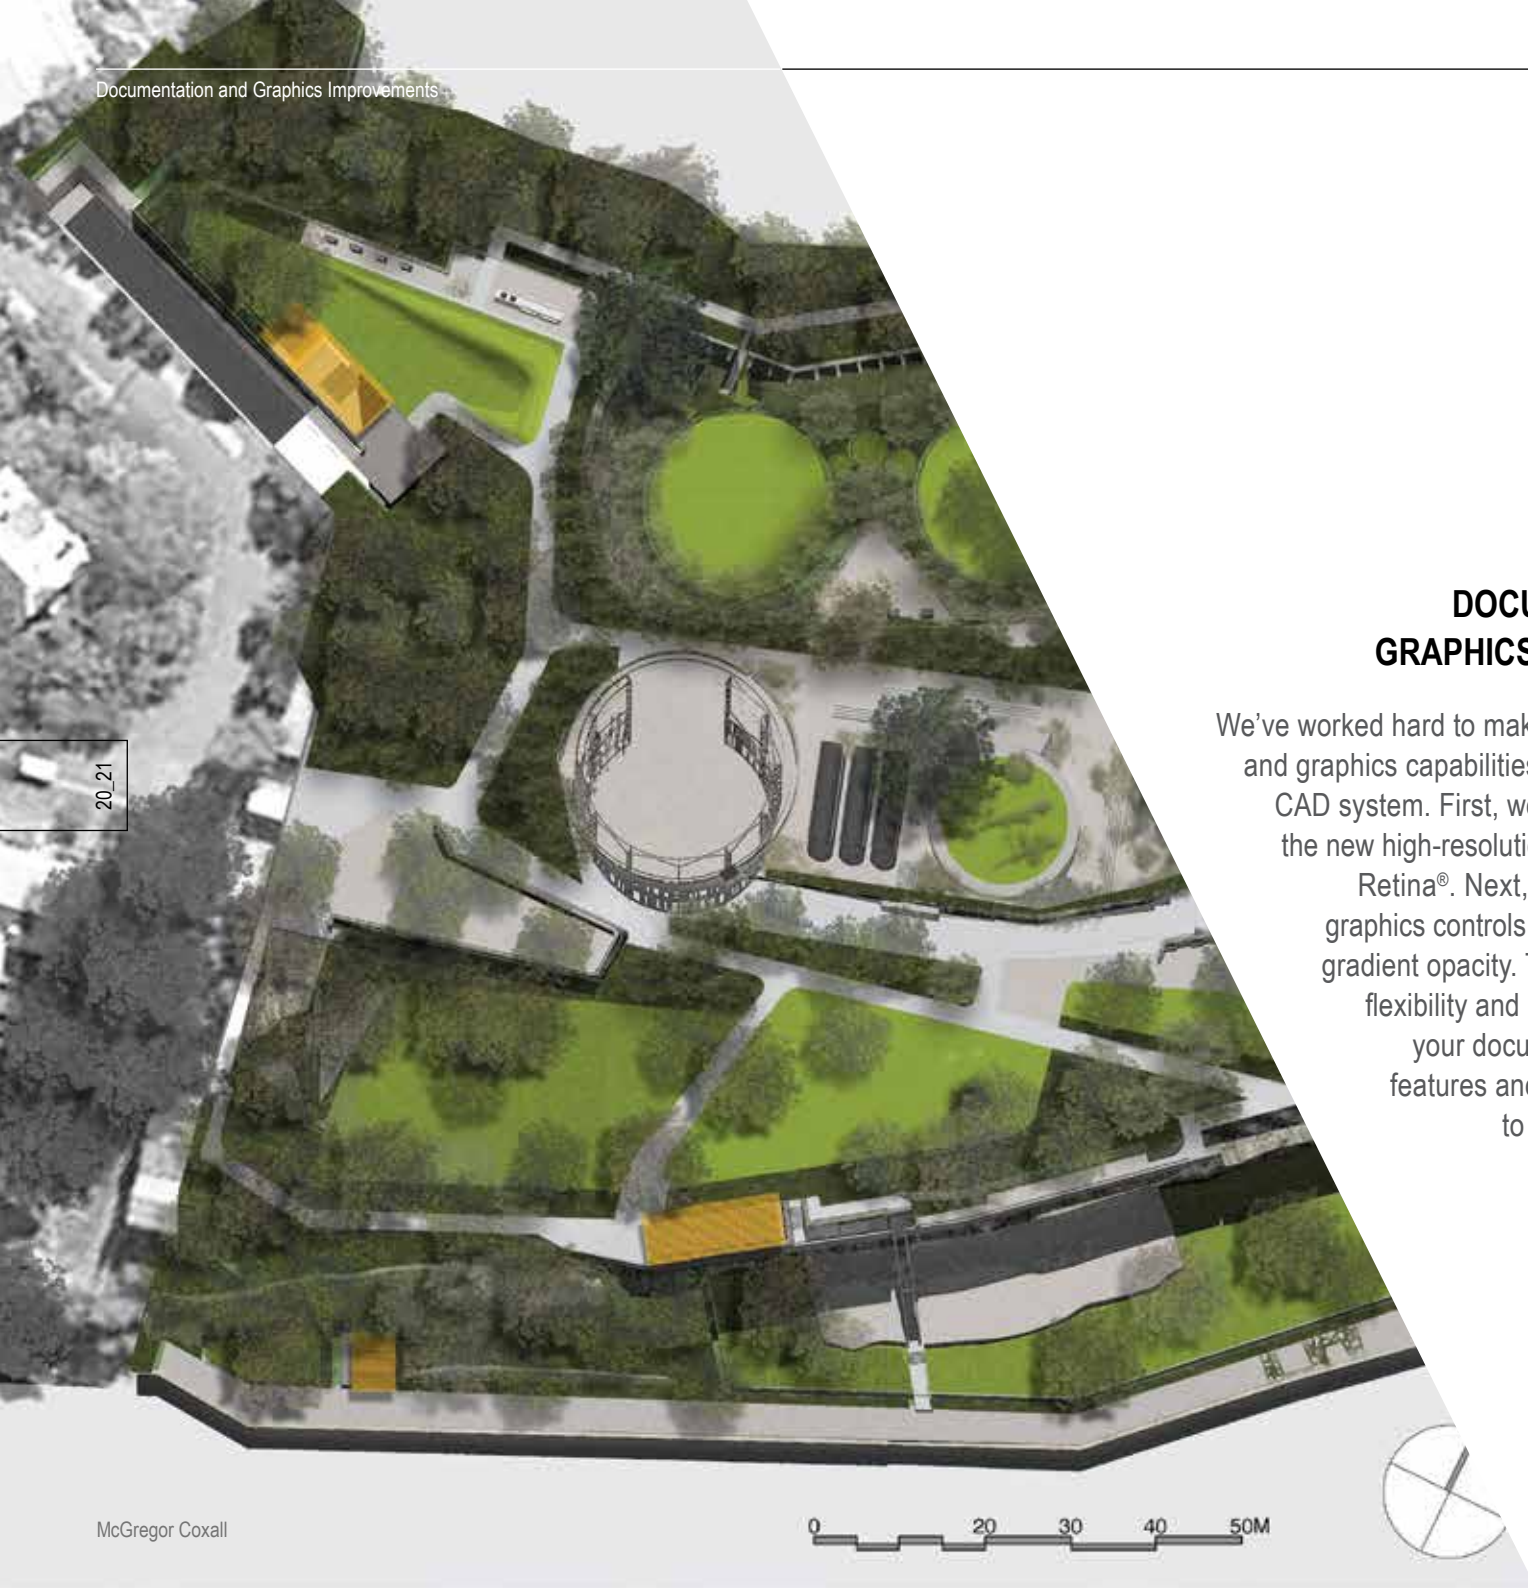 Documentation and Graphics Improvements
DOCU
GRAPHICS
We've worked hard to mak
and graphics capabilities
CAD system. First, w
the new high-resoluti
Retina®. Next,
graphics controls
gradient opacity. T
flexibility and
your docu
features and
to
20_21
McGregor Coxall
0 20 30 40 50M